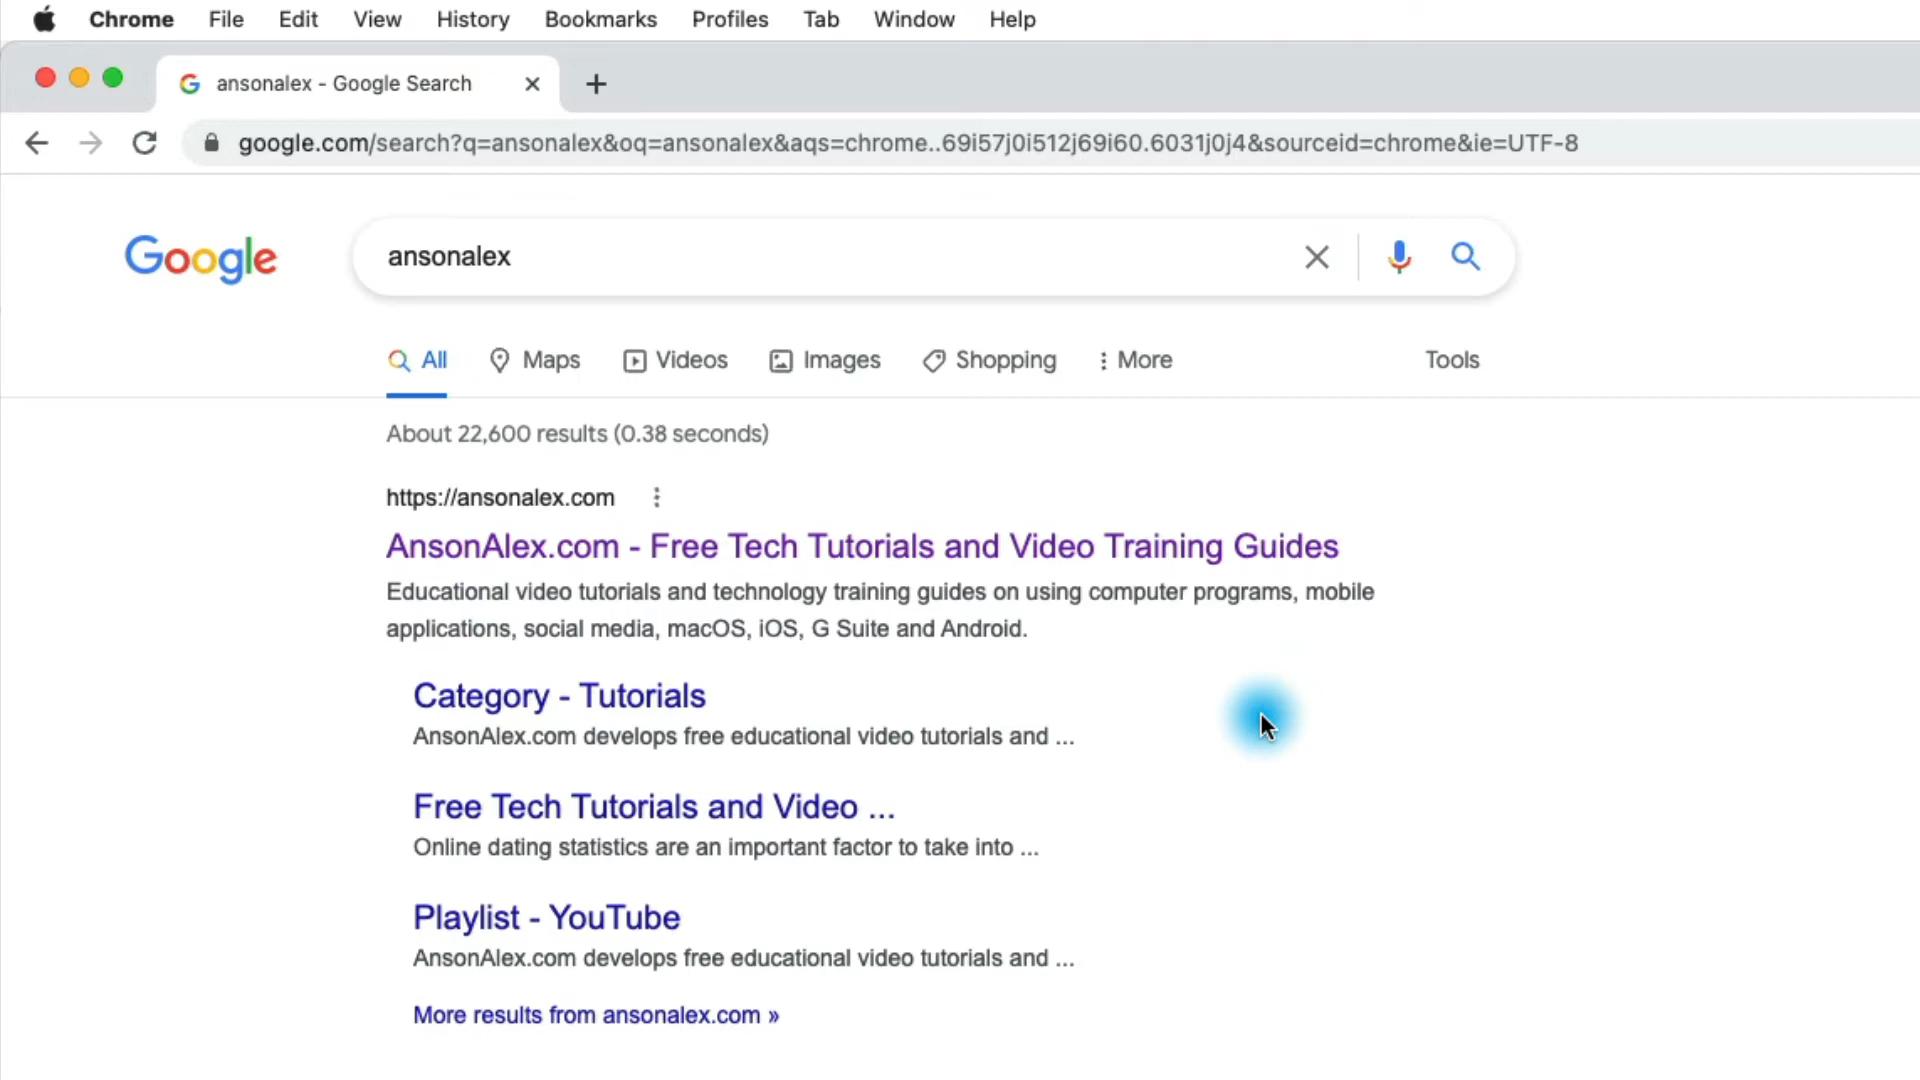 Chrome File Edit View History Bookmarks Profiles Tab Window Help
ansonalex - Google Search
google.com/search?q=ansonalex&oq=ansonalex&aqs=chrome..69i57j0i512j69i60.6031j0j4&sourceid=chrome&ie=UTF-8
Google ansonalex
All Maps Videos Images Shopping More Tools
About 22,600 results (0.38 seconds)
https://ansonalex.com
AnsonAlex.com - Free Tech Tutorials and Video Training Guides
Educational video tutorials and technology training guides on using computer programs, mobile
applications, social media, macOS, iOS, G Suite and Android.
Category - Tutorials
AnsonAlex.com develops free educational video tutorials and ...
Free Tech Tutorials and Video ...
Online dating statistics are an important factor to take into ...
Playlist - YouTube
AnsonAlex.com develops free educational video tutorials and ...
More results from ansonalex.com »